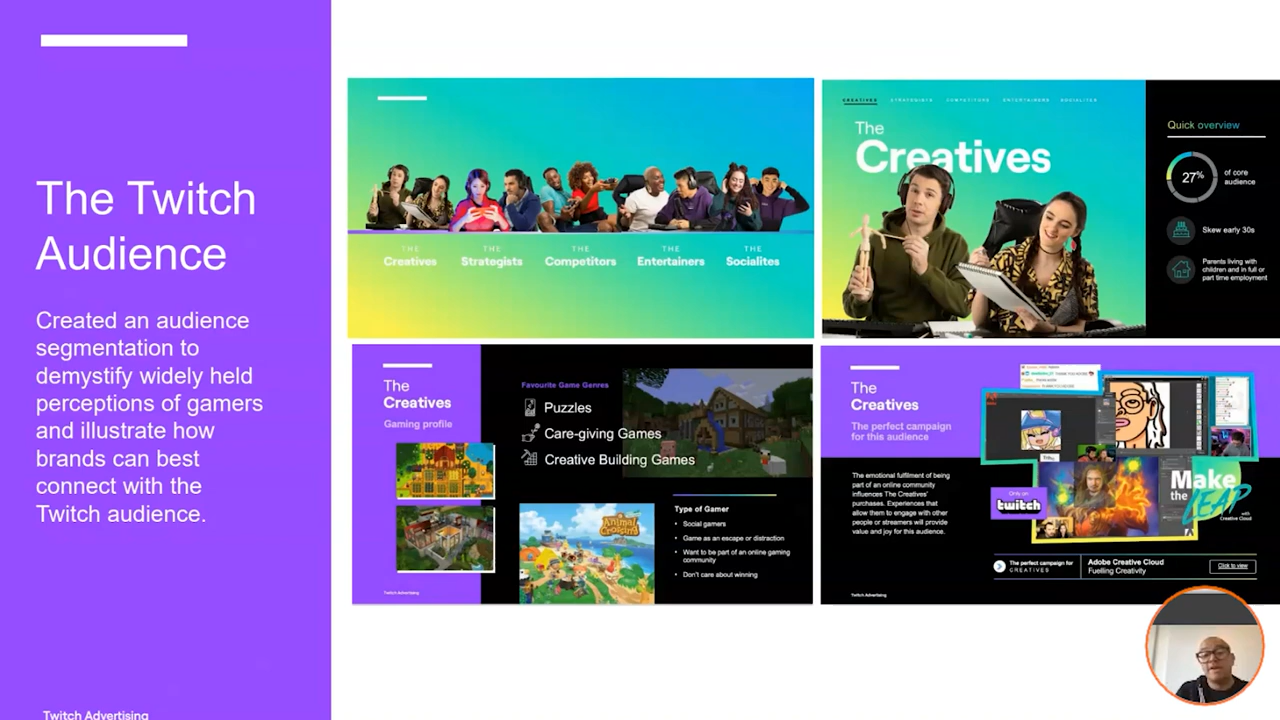 The Twitch
Audience
Created an audience
segmentation to
demystify widely held
perceptions of gamers
and illustrate how
brands can best
connect with the
Twitch audience.
Twitch Advertising
THE
Creatives
THE
Strategists
THE
Competitors
THE
Entertainers
THE
Socialites
CREATIVES STRATEGISTS COMPETITORS ENTERTAINERS SOCIALITES
The
Creatives
Quick overview
27%
of core
audience
Skew early 30s
Parents living with
children and in full or
part time employment
The
Creatives
Gaming profile
Favourite Game Genres
Puzzles
Care-giving Games
Creative Building Games
Animal
Crossing
Type of Gamer
• Social gamers
• Game as an escape or distraction
• Want to be part of an online gaming
community
• Don't care about winning
Twitch Advertising
The
Creatives
The perfect campaign
for this audience
The emotional fulfilment of being
part of an online community
influences The Creatives'
purchases. Experiences that
allow them to engage with other
people or streamers will provide
value and joy for this audience.
Only on
twitch
Make
the
LEAP
with
Creative Cloud
The perfect campaign for
CREATIVES
Adobe Creative Cloud
Fuelling Creativity
Click to view
Twitch Advertising